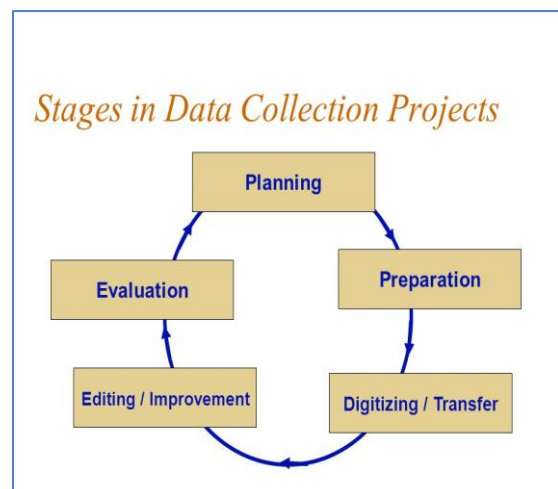 Stages in Data Collection Projects
Planning
Preparation
Digitizing / Transfer
Editing / Improvement
Evaluation